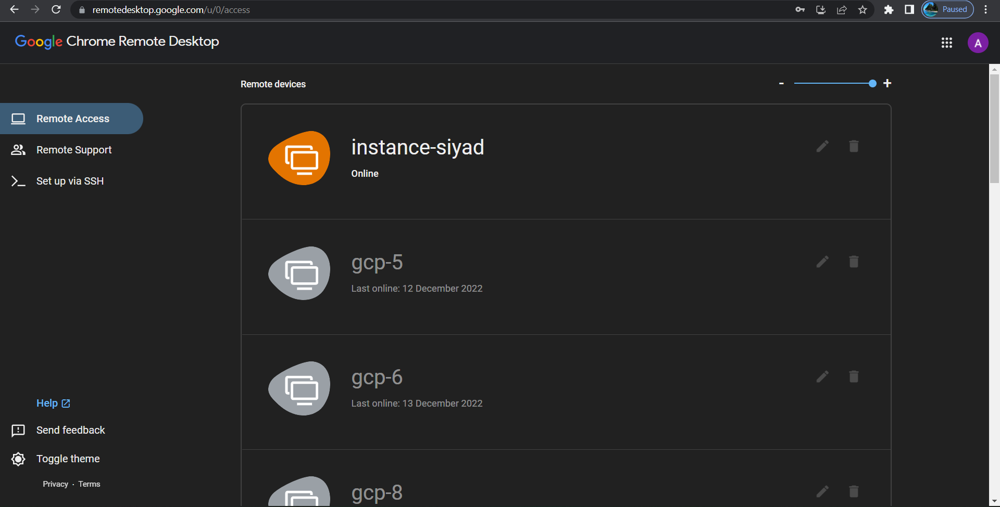 remotedesktop.google.com/u/0/access
Paused
Google Chrome Remote Desktop
A
Remote devices
- +
Remote Access
Remote Support
Set up via SSH
instance-siyad
Online
gcp-5
Last online: 12 December 2022
gcp-6
Last online: 13 December 2022
gcp-8
Help
Send feedback
Toggle theme
Privacy · Terms